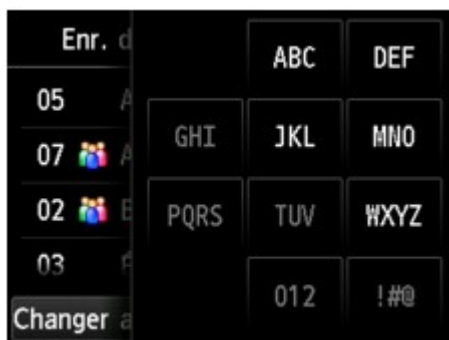 Enr. d
ABC DEF
05 A
GHI JKL MNO
07 A
02 B
PQRS TUV WXYZ
03 É
012 !#@
Changer a